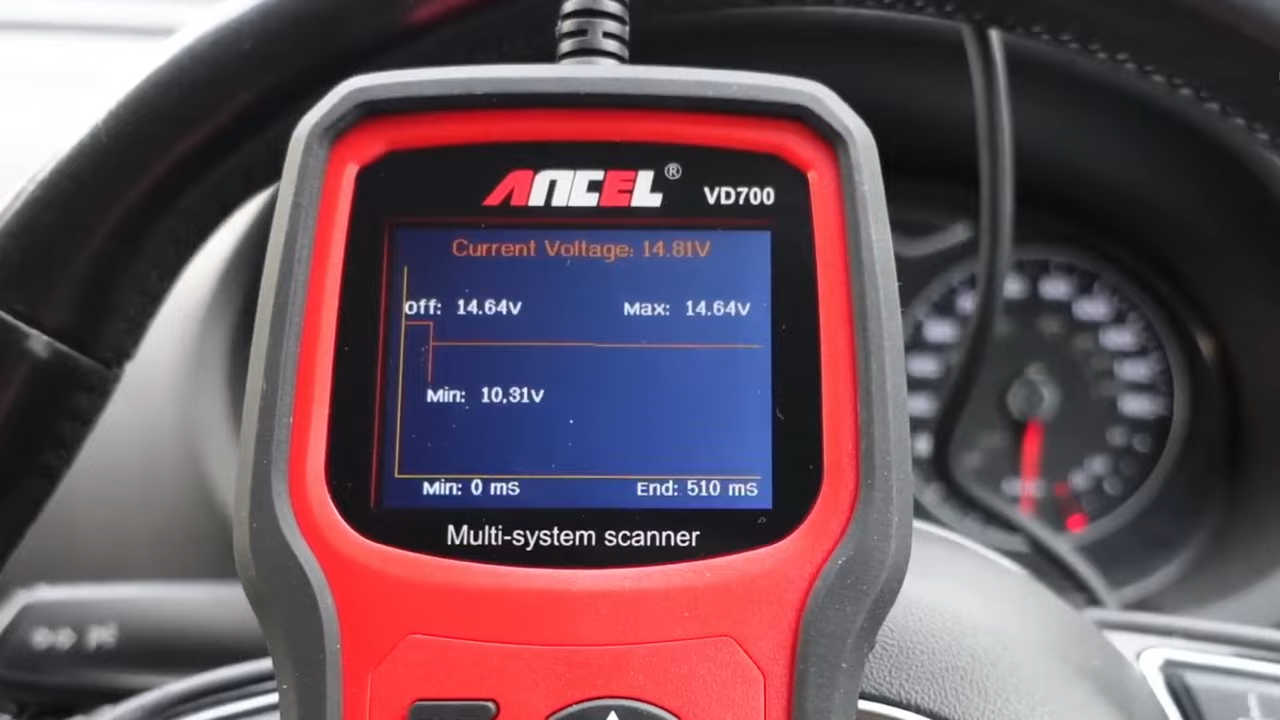 ANCEL® VD700
Current Voltage: 14.81V
Off: 14.64V Max: 14.64V
Min: 10.31V
Min: 0 ms End: 510 ms
Multi-system scanner